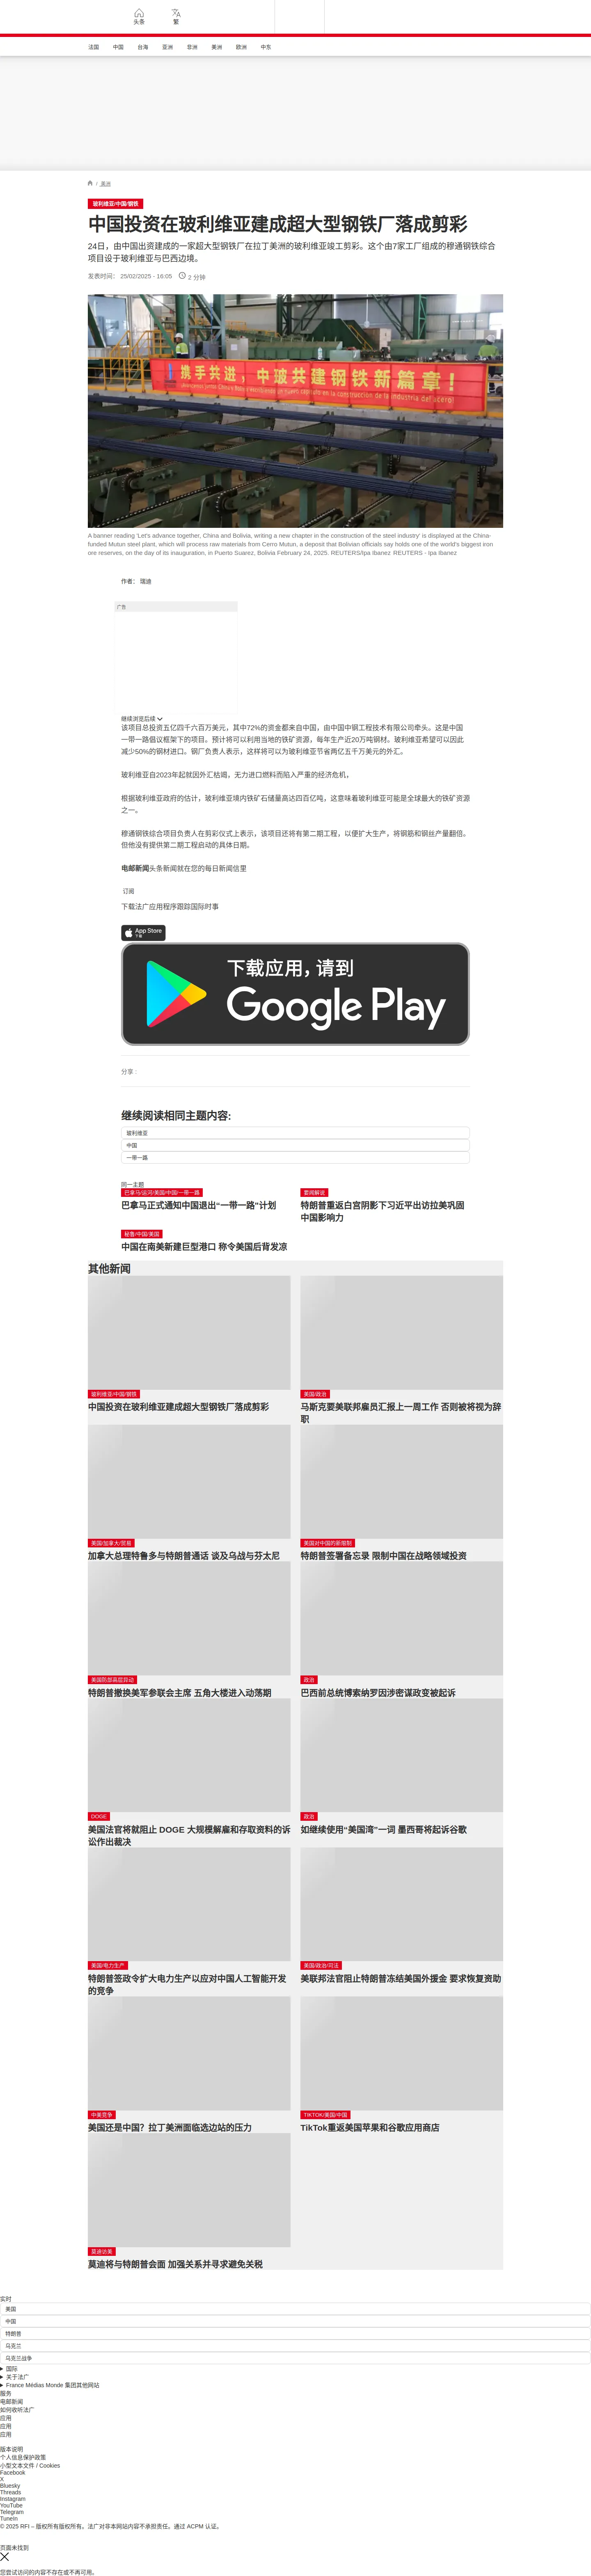 头条
繁
法国
中国
台海
亚洲
非洲
美洲
欧洲
中东
/ 美洲
玻利维亚/中国/钢铁
中国投资在玻利维亚建成超大型钢铁厂落成剪彩
24日，由中国出资建成的一家超大型钢铁厂在拉丁美洲的玻利维亚竣工剪彩。这个由7家工厂组成的穆通钢铁综合
项目设于玻利维亚与巴西边境。
发表时间： 25/02/2025 - 16:05
2 分钟
携手共进，中玻共建钢铁新篇章！
A banner reading 'Let's advance together, China and Bolivia, writing a new chapter in the construction of the steel industry' is displayed at the China-
funded Mutun steel plant, which will process raw materials from Cerro Mutun, a deposit that Bolivian officials say holds one of the world's biggest iron
ore reserves, on the day of its inauguration, in Puerto Suarez, Bolivia February 24, 2025. REUTERS/Ipa Ibanez REUTERS - Ipa Ibanez
作者： 瑞迪
广告
继续浏览后续
该项目总投资五亿四千六百万美元，其中72%的资金都来自中国，由中国中钢工程技术有限公司牵头。这是中国
一带一路倡议框架下的项目。预计将可以利用当地的铁矿资源，每年生产近20万吨钢材。玻利维亚希望可以因此
减少50%的钢材进口。钢厂负责人表示，这样将可以为玻利维亚节省两亿五千万美元的外汇。
玻利维亚自2023年起就因外汇枯竭，无力进口燃料而陷入严重的经济危机，
根据玻利维亚政府的估计，玻利维亚境内铁矿石储量高达四百亿吨，这意味着玻利维亚可能是全球最大的铁矿资源
之一。
穆通钢铁综合项目负责人在剪彩仪式上表示，该项目还将有第二期工程，以便扩大生产，将钢筋和钢丝产量翻倍。
但他没有提供第二期工程启动的具体日期。
电邮新闻头条新闻就在您的每日新闻信里
订阅
下载法广应用程序跟踪国际时事
App Store
下载
下载应用，请到
Google Play
分享 :
继续阅读相同主题内容:
玻利维亚
中国
一带一路
同一主题
巴拿马/运河/美国/中国/一带一路
巴拿马正式通知中国退出“一带一路”计划
要闻解说
特朗普重返白宫阴影下习近平出访拉美巩固
中国影响力
秘鲁/中国/美国
中国在南美新建巨型港口 称令美国后背发凉
其他新闻
玻利维亚/中国/钢铁
中国投资在玻利维亚建成超大型钢铁厂落成剪彩
美国/政治
马斯克要美联邦雇员汇报上一周工作 否则被将视为辞
职
美国/加拿大/贸易
加拿大总理特鲁多与特朗普通话 谈及乌战与芬太尼
美国对中国的新限制
特朗普签署备忘录 限制中国在战略领域投资
美国防部高层异动
特朗普撤换美军参联会主席 五角大楼进入动荡期
政治
巴西前总统博索纳罗因涉密谋政变被起诉
DOGE
美国法官将就阻止 DOGE 大规模解雇和存取资料的诉
讼作出裁决
政治
如继续使用“美国湾”一词 墨西哥将起诉谷歌
美国/电力生产
特朗普签政令扩大电力生产以应对中国人工智能开发
的竞争
美国/政治/司法
美联邦法官阻止特朗普冻结美国外援金 要求恢复资助
中美竞争
美国还是中国？拉丁美洲面临选边站的压力
TIKTOK/美国/中国
TikTok重返美国苹果和谷歌应用商店
莫迪访美
莫迪将与特朗普会面 加强关系并寻求避免关税
实时
美国
中国
特朗普
乌克兰
乌克兰战争
国际
关于法广
France Médias Monde 集团其他网站
服务
电邮新闻
如何收听法广
应用
应用
应用
版本说明
个人信息保护政策
小型文本文件 / Cookies
Facebook
X
Bluesky
Threads
Instagram
YouTube
Telegram
TuneIn
© 2025 RFI – 版权所有版权所有。法广对非本网站内容不承担责任。通过 ACPM 认证。
页面未找到
您尝试访问的内容不存在或不再可用。